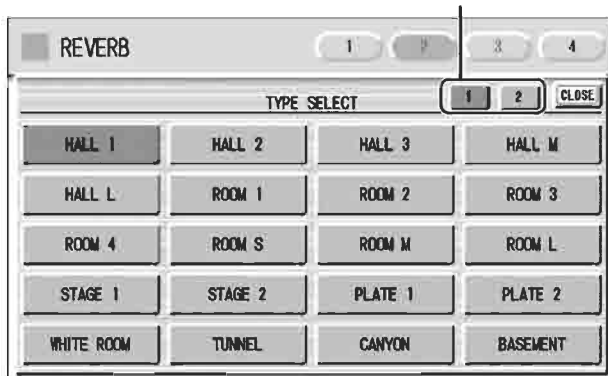 REVERB 1 2 3 4
TYPE SELECT 1 2 CLOSE
HALL 1 HALL 2 HALL 3 HALL M
HALL L ROOM 1 ROOM 2 ROOM 3
ROOM 4 ROOM S ROOM M ROOM L
STAGE 1 STAGE 2 PLATE 1 PLATE 2
WHITE ROOM TUNNEL CANYON BASEMENT